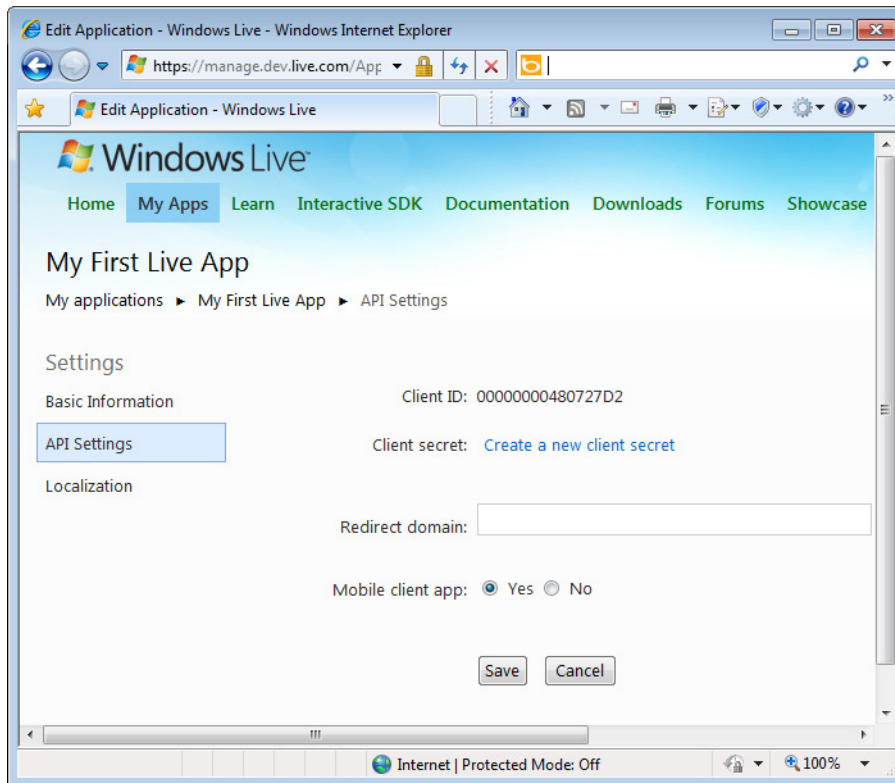 Edit Application - Windows Live - Windows Internet Explorer
https://manage.dev.live.com/App
Edit Application - Windows Live
Windows Live
Home My Apps Learn Interactive SDK Documentation Downloads Forums Showcase
My First Live App
My applications ► My First Live App ► API Settings
Settings
Basic Information
API Settings
Localization
Client ID: 00000000480727D2
Client secret: Create a new client secret
Redirect domain:
Mobile client app: Yes No
Save Cancel
Internet | Protected Mode: Off 100%